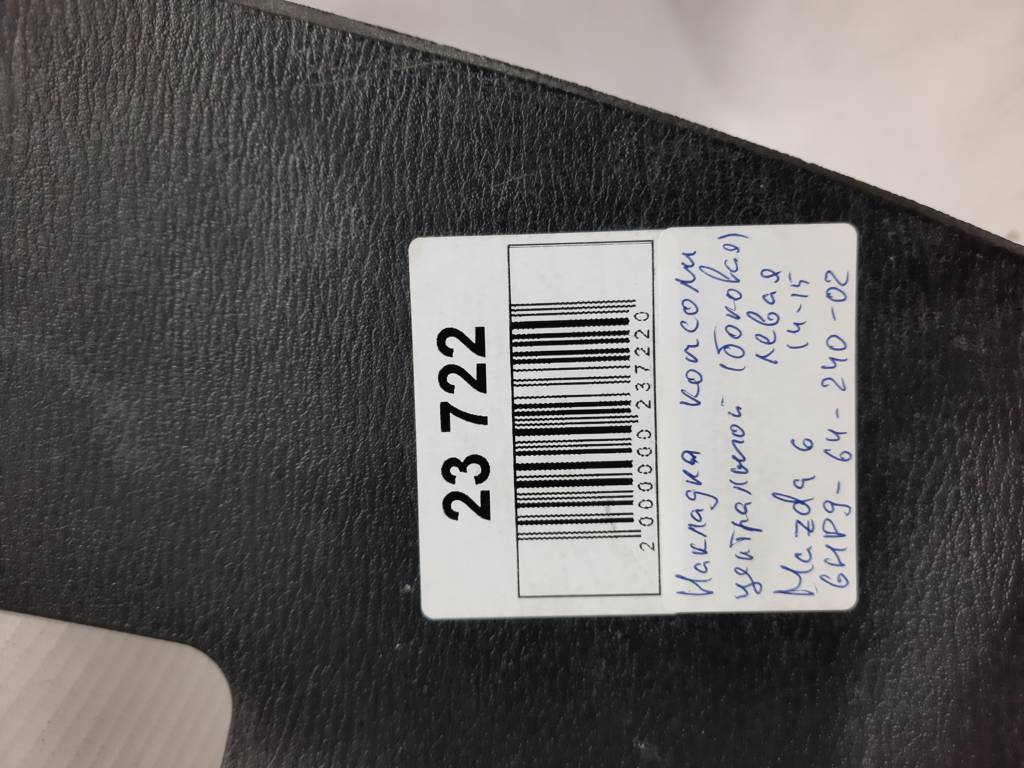 23 722
2000000237220
Накладка консоли
центральной (боковая)
левая
Mazda 6 14-15
GHP9-64-240-02